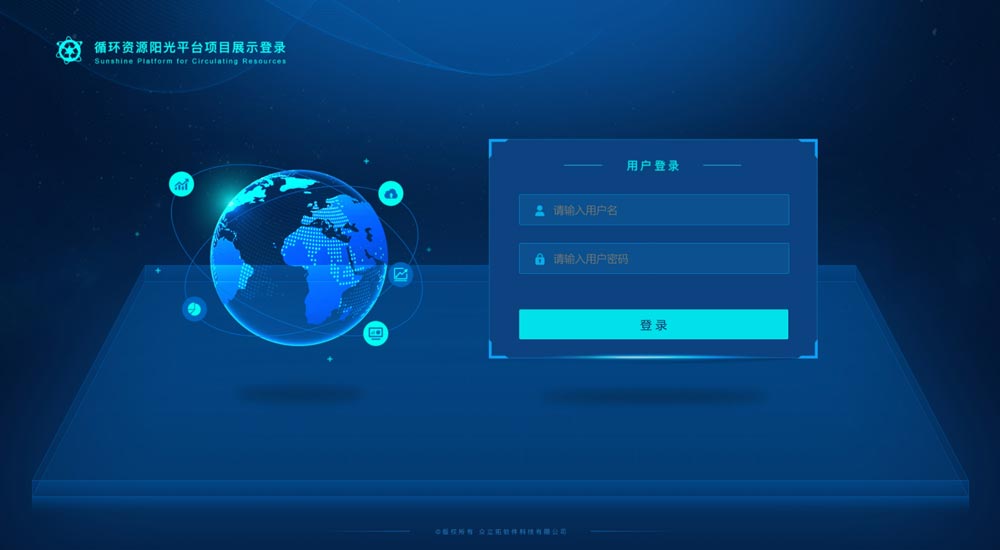 循环资源阳光平台项目展示登录
Sunshine Platform for Circulating Resources
用户登录
请输入用户名
请输入用户密码
登录
©版权所有 交立拓软件科技有限公司